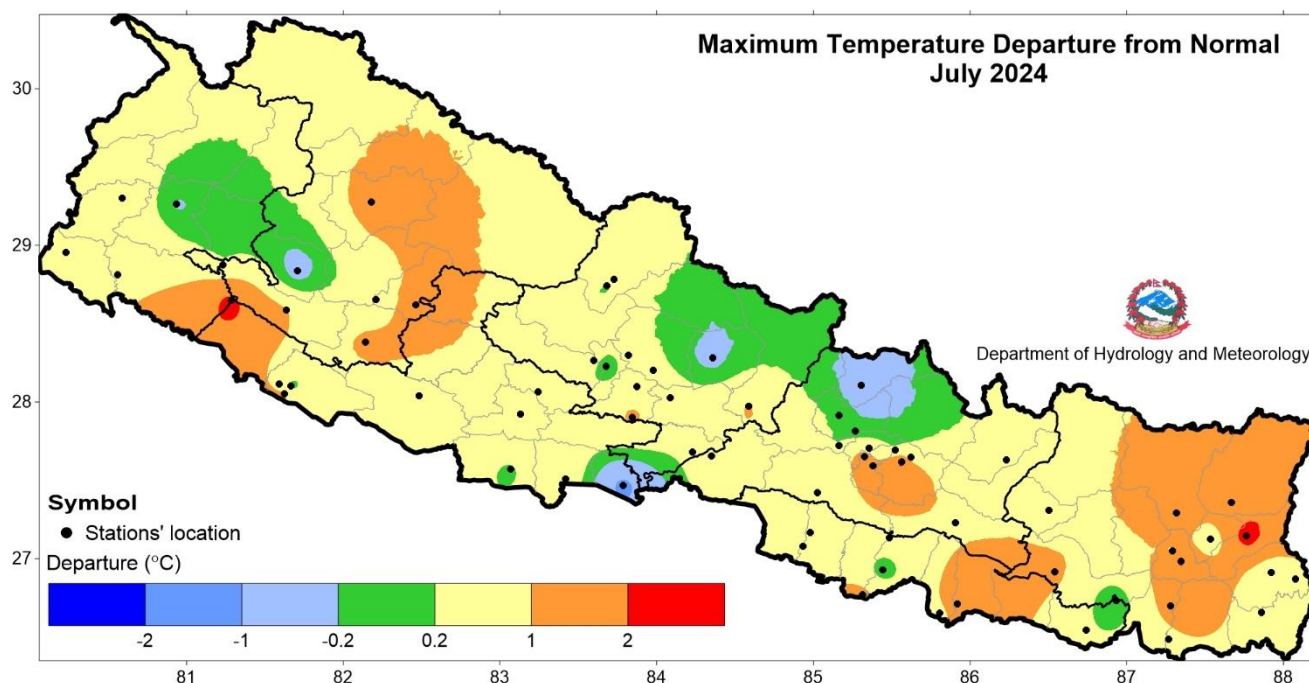 Maximum Temperature Departure from Normal
July 2024
30
29
28
27
Department of Hydrology and Meteorology
Symbol
Stations' location
Departure (°C)
-2 -1 -0.2 0.2 1 2
81 82 83 84 85 86 87 88